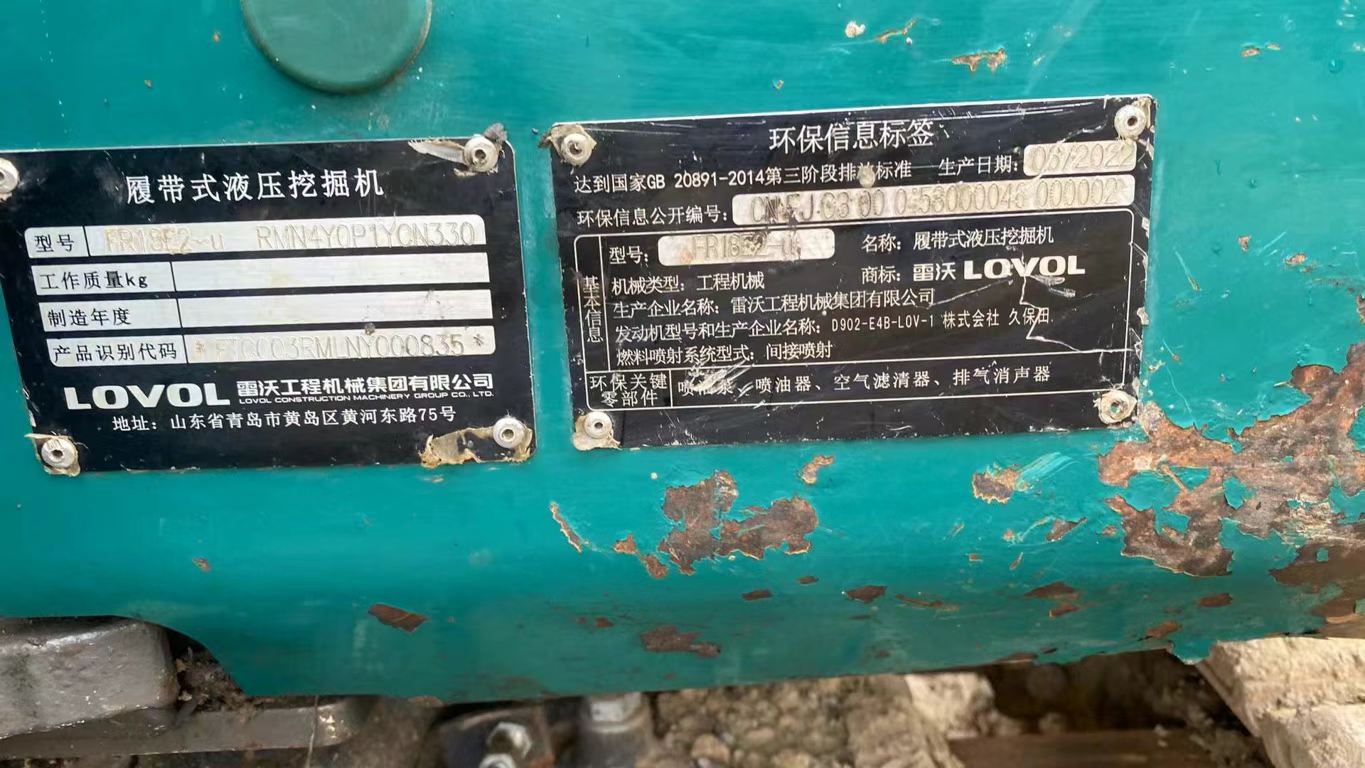 履带式液压挖掘机
型号 FR18E2-u RMN4Y0P1Y0N330
工作质量kg
制造年度
产品识别代码
LOVOL 雷沃工程机械集团有限公司
LOVOL CONSTRUCTION MACHINERY GROUP CO., LTD.
地址：山东省青岛市黄岛区黄河东路75号
环保信息标签
达到国家GB 20891-2014第三阶段排放标准 生产日期：
环保信息公开编号：
基本信息
型号：FR18E2-u 名称：履带式液压挖掘机
机械类型：工程机械 商标：雷沃 LOVOL
生产企业名称：雷沃工程机械集团有限公司
发动机型号和生产企业名称：D902-E4B-LOV-1 株式会社 久保田
燃料喷射系统型式：间接喷射
环保关键零部件 喷油泵、喷油器、空气滤清器、排气消声器